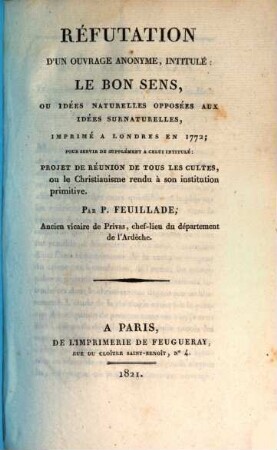 RÉFUTATION
D'UN OUVRAGE ANONYME, INTITULÉ:
LE BON SENS,
OU IDÉES NATURELLES OPPOSÉES AUX
IDÉES SURNATURELLES,
IMPRIMÉ A LONDRES EN 1772;
POUR SERVIR DE SUPPLÉMENT A CELUI INTITULÉ:
PROJET DE RÉUNION DE TOUS LES CULTES,
ou le Christianisme rendu à son institution
primitive.
PAR P. FEUILLADE,
Ancien vicaire de Privas, chef-lieu du département
de l'Ardèche.
A PARIS,
DE L'IMPRIMERIE DE FEUGUERAY,
RUE DU CLOÎTRE SAINT-BENOÎT, N° 4.
1821.